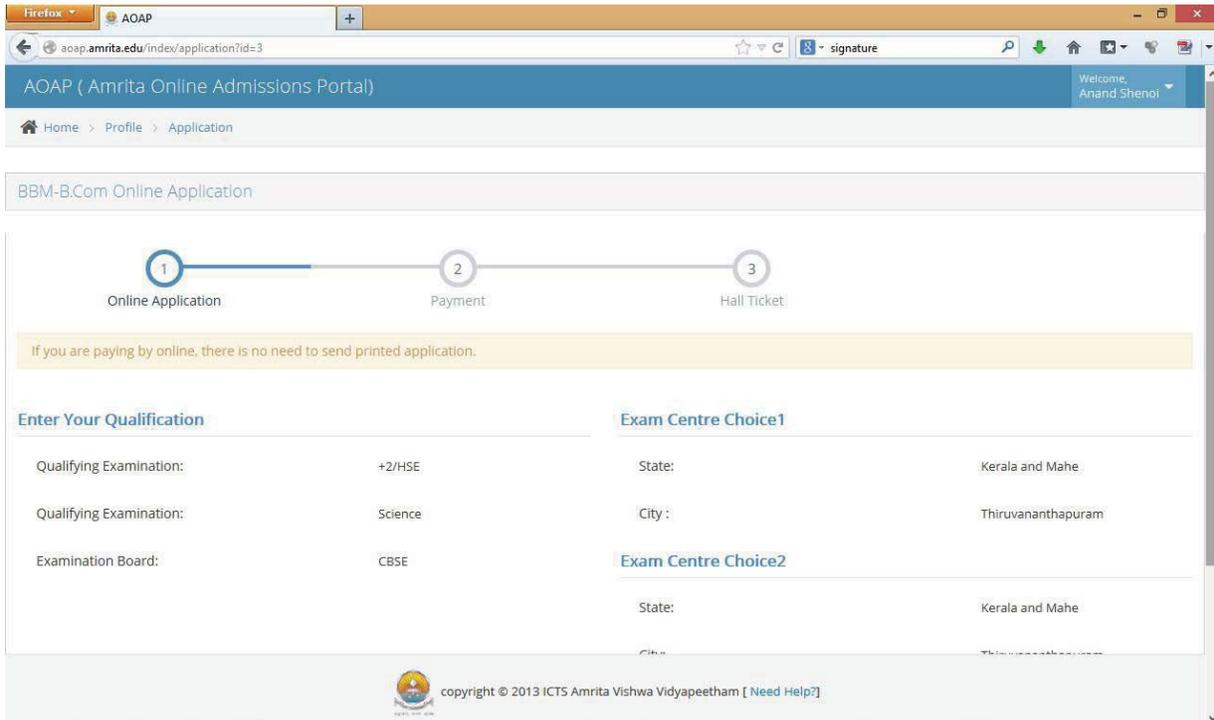 Firefox
AOAP
aoap.amrita.edu/index/application?id=3
signature
AOAP ( Amrita Online Admissions Portal)
Welcome,
Anand Shenoi
Home > Profile > Application
BBM-B.Com Online Application
1
2
3
Online Application
Payment
Hall Ticket
If you are paying by online, there is no need to send printed application.
Enter Your Qualification
Qualifying Examination: +2/HSE
Qualifying Examination: Science
Examination Board: CBSE
Exam Centre Choice1
State: Kerala and Mahe
City : Thiruvananthapuram
Exam Centre Choice2
State: Kerala and Mahe
City: Thiruvananthapuram
copyright © 2013 ICTS Amrita Vishwa Vidyapeetham [ Need Help?]